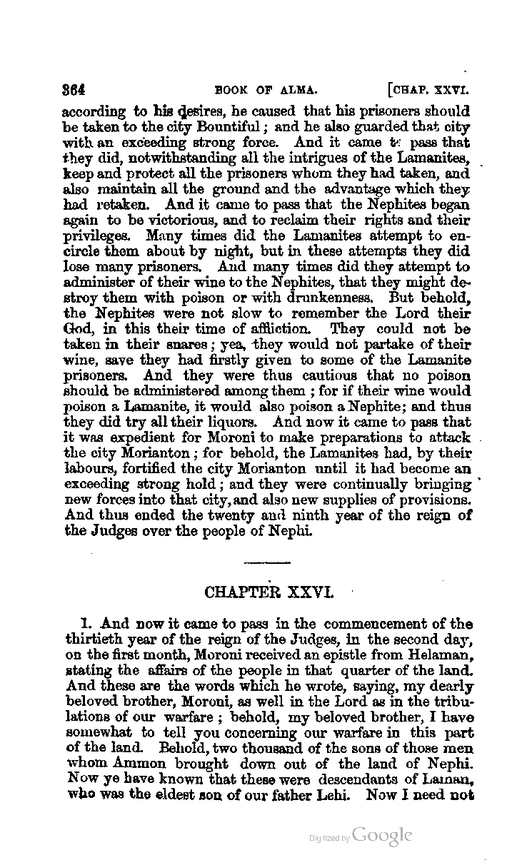 364 BOOK OF ALMA. [CHAP. XXVI.
according to his desires, he caused that his prisoners should
be taken to the city Bountiful; and he also guarded that city
with an exceeding strong force. And it came to pass that
they did, notwithstanding all the intrigues of the Lamanites,
keep and protect all the prisoners whom they had taken, and
also maintain all the ground and the advantage which they
had retaken. And it came to pass that the Nephites began
again to be victorious, and to reclaim their rights and their
privileges. Many times did the Lamanites attempt to en-
circle them about by night, but in these attempts they did
lose many prisoners. And many times did they attempt to
administer of their wine to the Nephites, that they might de-
stroy them with poison or with drunkenness. But behold,
the Nephites were not slow to remember the Lord their
God, in this their time of affliction. They could not be
taken in their snares; yea, they would not partake of their
wine, save they had firstly given to some of the Lamanite
prisoners. And they were thus cautious that no poison
should be administered among them; for if their wine would
poison a Lamanite, it would also poison a Nephite; and thus
they did try all their liquors. And now it came to pass that
it was expedient for Moroni to make preparations to attack
the city Morianton; for behold, the Lamanites had, by their
labours, fortified the city Morianton until it had become an
exceeding strong hold; and they were continually bringing
new forces into that city, and also new supplies of provisions.
And thus ended the twenty and ninth year of the reign of
the Judges over the people of Nephi.
CHAPTER XXVI.
1. And now it came to pass in the commencement of the
thirtieth year of the reign of the Judges, in the second day,
on the first month, Moroni received an epistle from Helaman,
stating the affairs of the people in that quarter of the land.
And these are the words which he wrote, saying, my dearly
beloved brother, Moroni, as well in the Lord as in the tribu-
lations of our warfare; behold, my beloved brother, I have
somewhat to tell you concerning our warfare in this part
of the land. Behold, two thousand of the sons of those men
whom Ammon brought down out of the land of Nephi.
Now ye have known that these were descendants of Laman,
who was the eldest son of our father Lehi. Now I need not
Digitized by Google